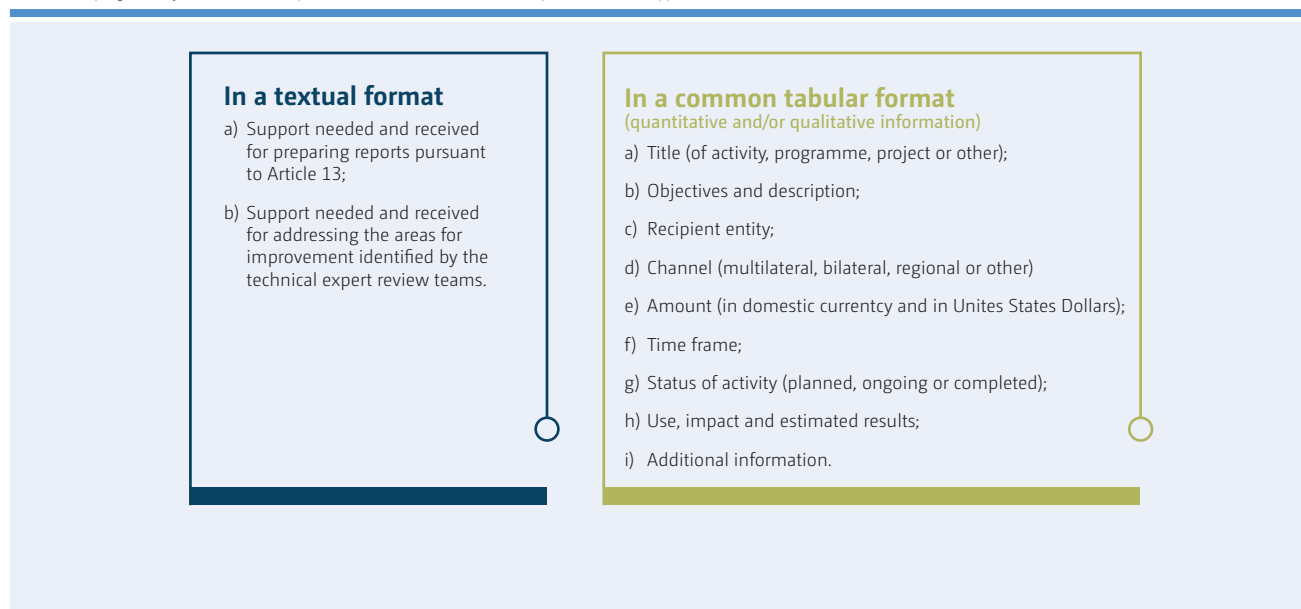 In a textual format
a) Support needed and received
for preparing reports pursuant
to Article 13;
b) Support needed and received
for addressing the areas for
improvement identified by the
technical expert review teams.
In a common tabular format
(quantitative and/or qualitative information)
a) Title (of activity, programme, project or other);
b) Objectives and description;
c) Recipient entity;
d) Channel (multilateral, bilateral, regional or other)
e) Amount (in domestic currentcy and in Unites States Dollars);
f) Time frame;
g) Status of activity (planned, ongoing or completed);
h) Use, impact and estimated results;
i) Additional information.